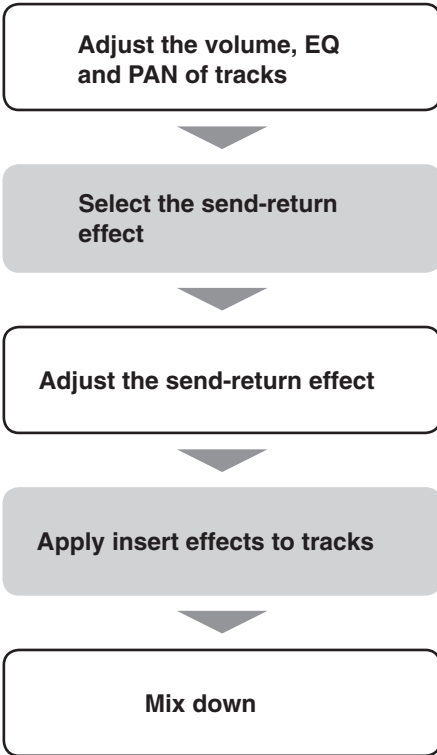 Adjust the volume, EQ
and PAN of tracks
Select the send-return
effect
Adjust the send-return effect
Apply insert effects to tracks
Mix down